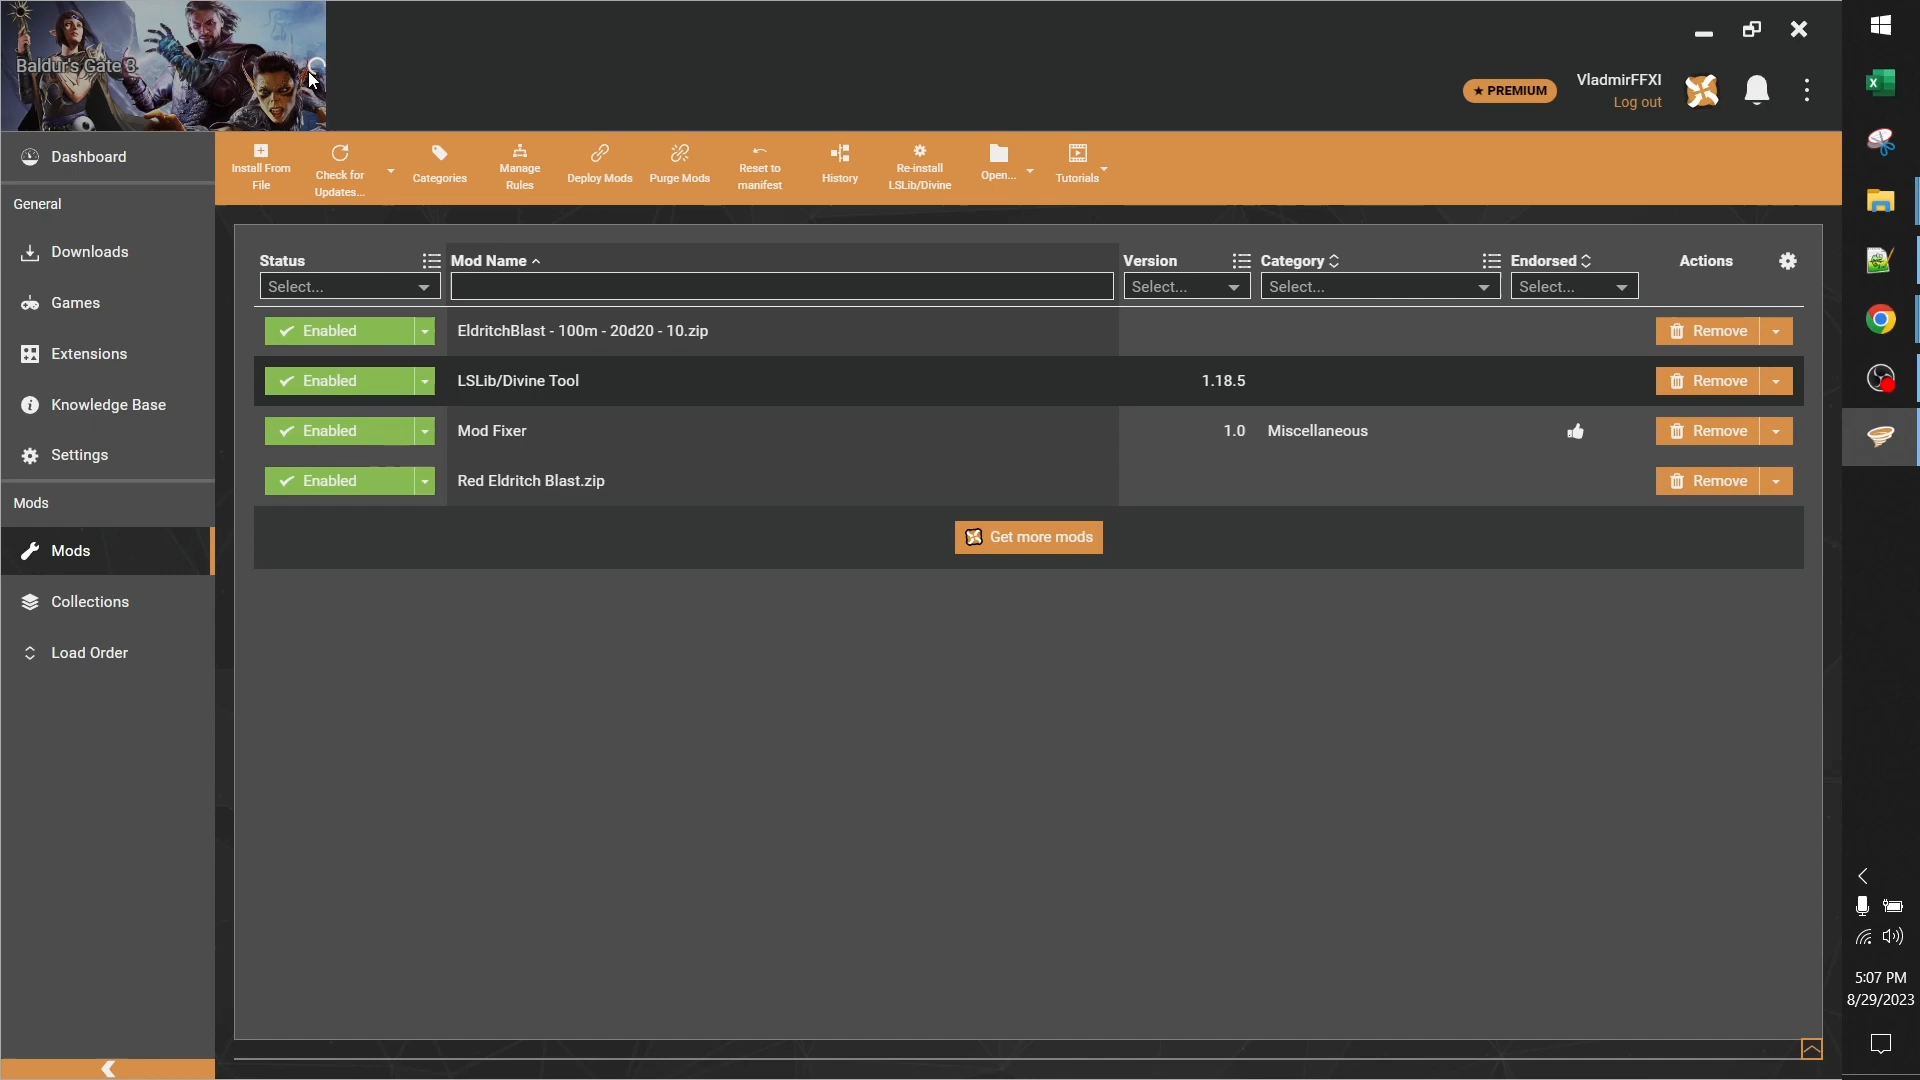 Baldur's Gate 3
★ PREMIUM
VladmirFFXI
Log out
Dashboard
General
Downloads
Games
Extensions
Knowledge Base
Settings
Mods
Mods
Collections
Load Order
Install From
File
Check for
Updates...
Categories
Manage
Rules
Deploy Mods
Purge Mods
Reset to
manifest
History
Re-install
LSLib/Divine
Open...
Tutorials
Status
Mod Name
Version
Category
Endorsed
Actions
Select...
Select...
Select...
Select...
Enabled EldritchBlast - 100m - 20d20 - 10.zip Remove
Enabled LSLib/Divine Tool 1.18.5 Remove
Enabled Mod Fixer 1.0 Miscellaneous Remove
Enabled Red Eldritch Blast.zip Remove
Get more mods
5:07 PM
8/29/2023